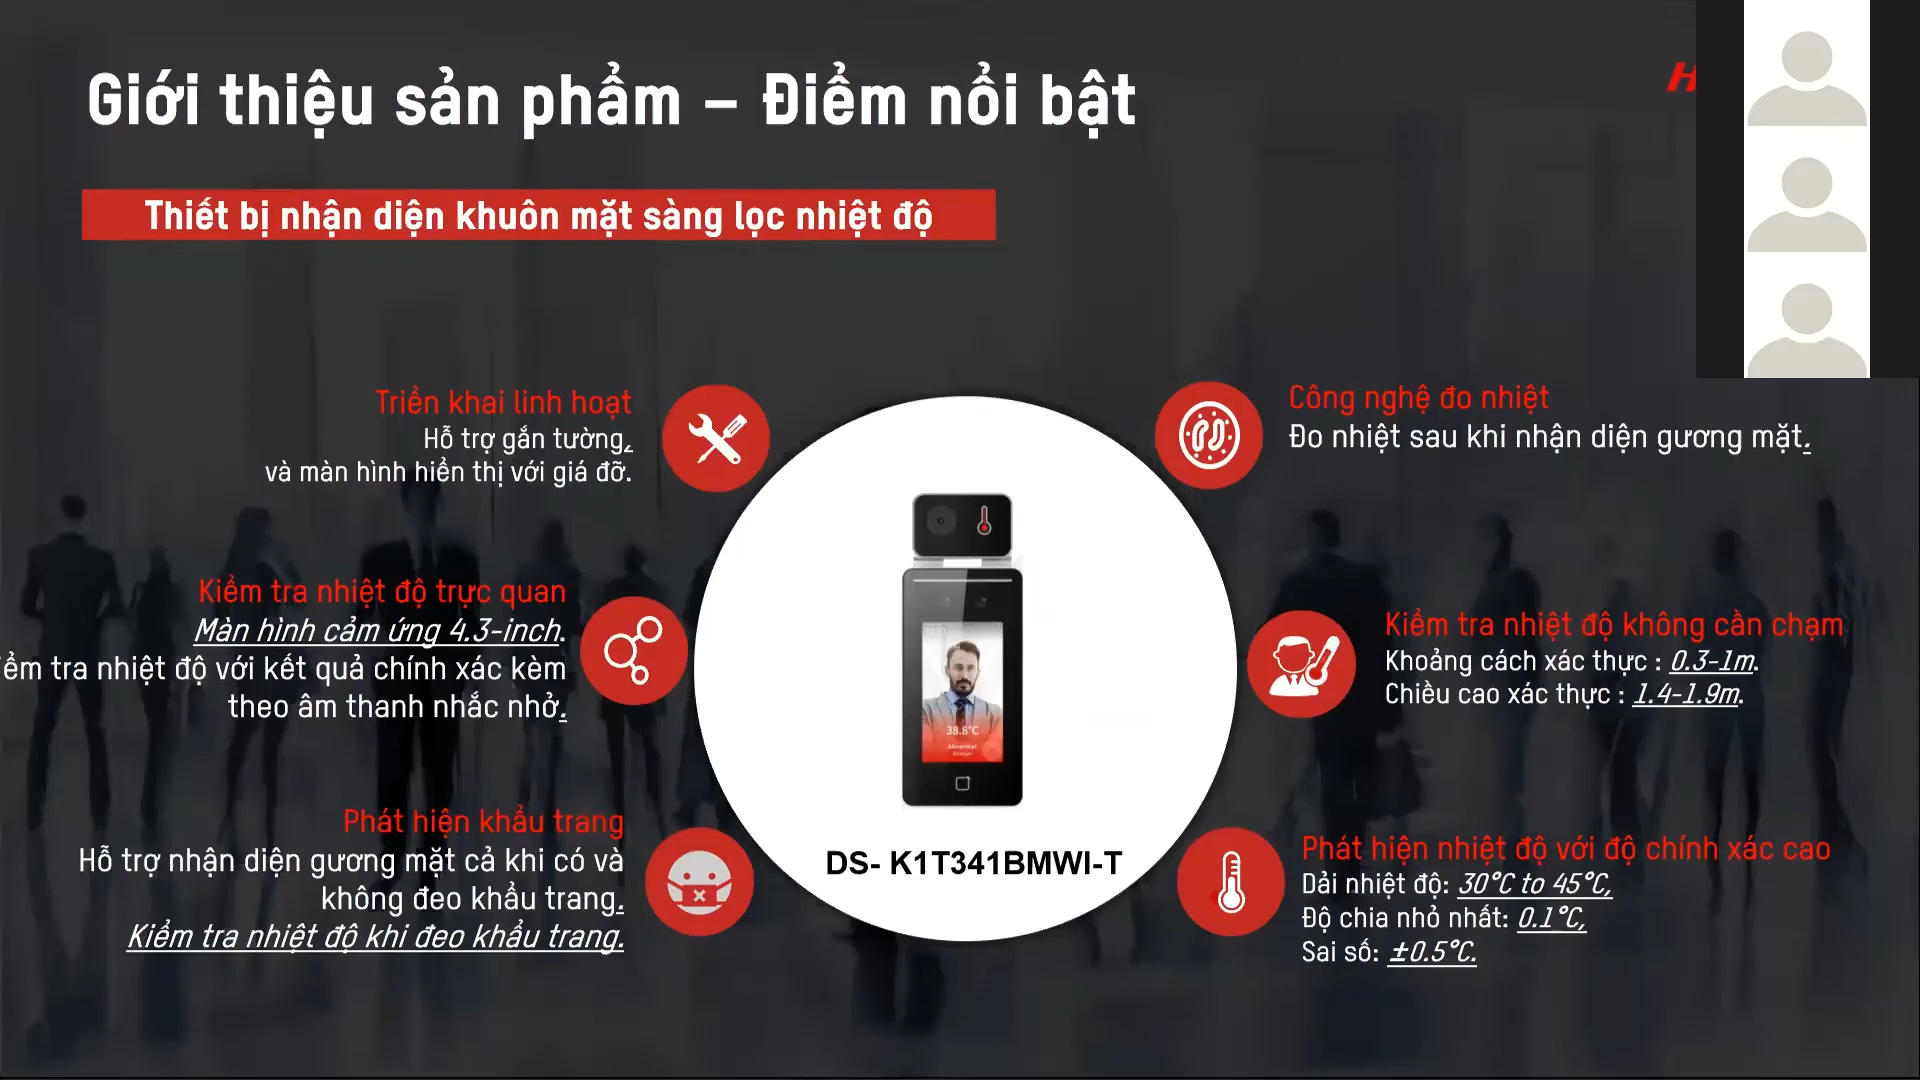 Giới thiệu sản phẩm – Điểm nổi bật
H
Thiết bị nhận diện khuôn mặt sàng lọc nhiệt độ
Triển khai linh hoạt
Hỗ trợ gắn tường.
và màn hình hiển thị với giá đỡ.
Kiểm tra nhiệt độ trực quan
Màn hình cảm ứng 4.3-inch.
ểm tra nhiệt độ với kết quả chính xác kèm
theo âm thanh nhắc nhở.
Phát hiện khẩu trang
Hỗ trợ nhận diện gương mặt cả khi có và
không đeo khẩu trang.
Kiểm tra nhiệt độ khi đeo khẩu trang.
38.8°C
Abnormal
DS- K1T341BMWI-T
Công nghệ đo nhiệt
Đo nhiệt sau khi nhận diện gương mặt.
Kiểm tra nhiệt độ không cần chạm
Khoảng cách xác thực : 0.3-1m.
Chiều cao xác thực : 1.4-1.9m.
Phát hiện nhiệt độ với độ chính xác cao
Dải nhiệt độ: 30°C to 45°C,
Độ chia nhỏ nhất: 0.1°C,
Sai số: ±0.5°C.